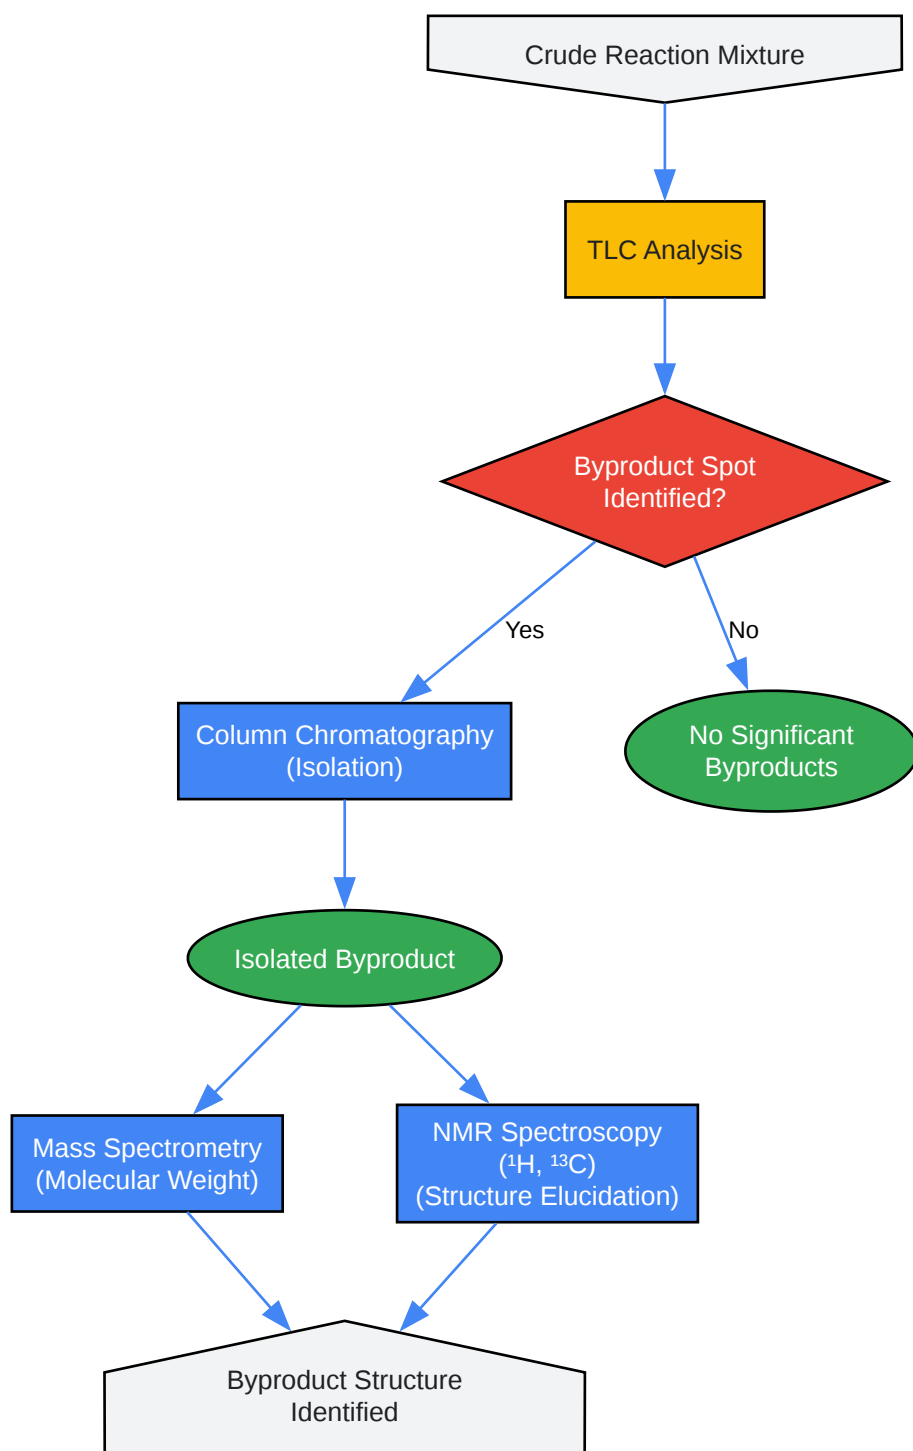 Crude Reaction Mixture
TLC Analysis
Byproduct Spot
Identified?
Yes
No
Column Chromatography
(Isolation)
No Significant
Byproducts
Isolated Byproduct
Mass Spectrometry
(Molecular Weight)
NMR Spectroscopy
(¹H, ¹³C)
(Structure Elucidation)
Byproduct Structure
Identified